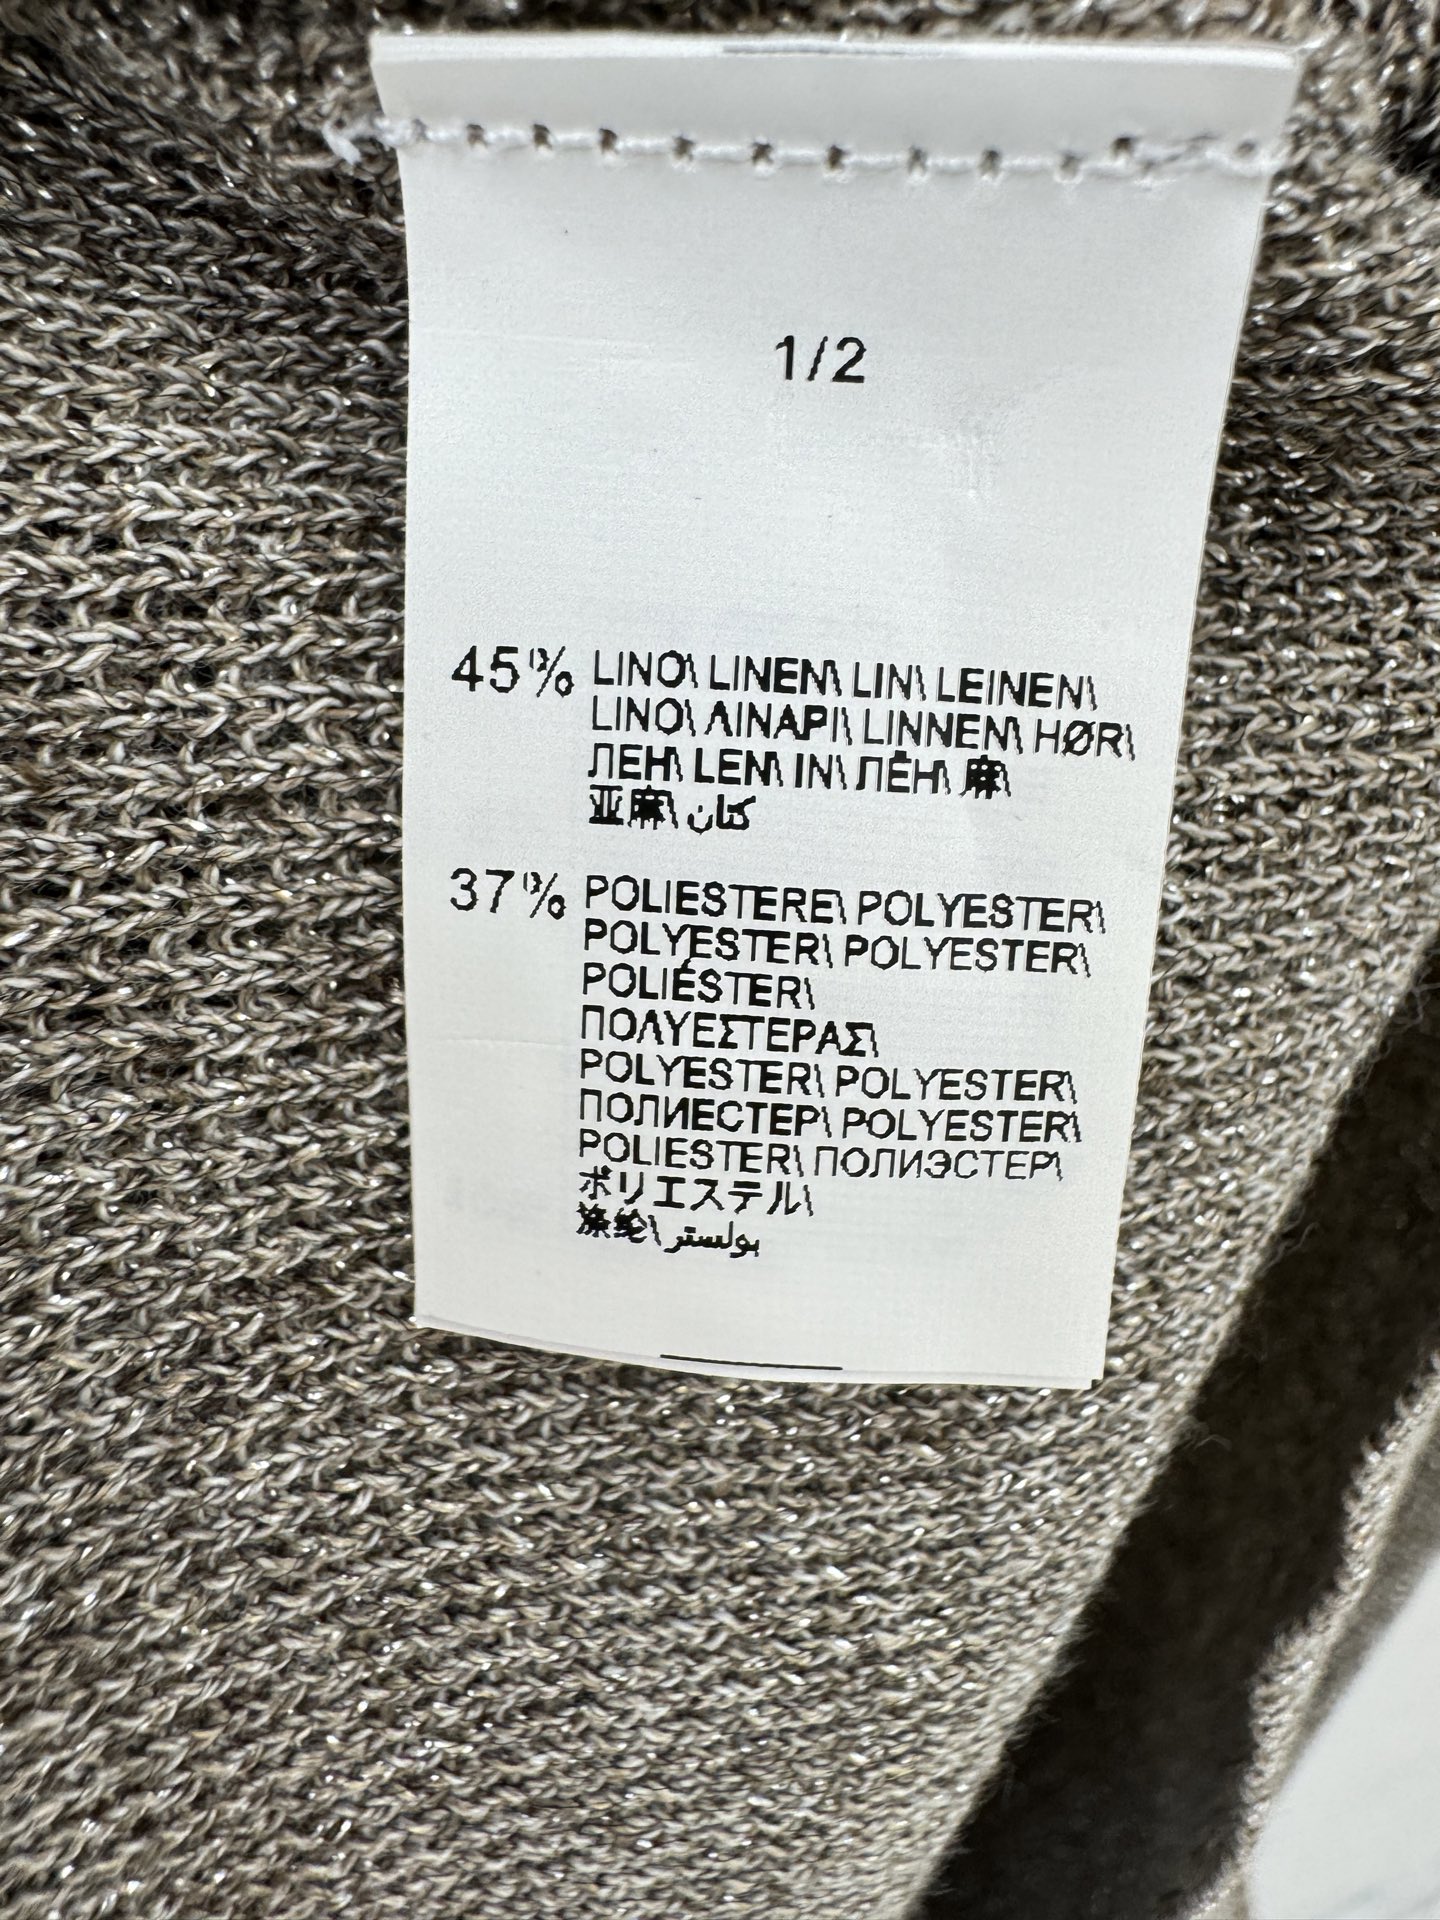 1/2
45% LINO\ LINEN\ LIN\ LEINEN\
LINO\ ΛΙΝΑΡΙ\ LINNEN\ HØR\
ЛЕН\ LEN\ IN\ ЛЁН\ 麻\
亚麻\ كتان
37% POLIESTERE\ POLYESTER\
POLYESTER\ POLYESTER\
POLIÉSTER\
ΠΟΛΥΕΣΤΕΡΑΣ\
POLYESTER\ POLYESTER\
ПОЛИЕСТЕР\ POLYESTER\
POLIESTER\ ПОЛИЭСТЕР\
ポリエステル\
涤纶\ بولستر